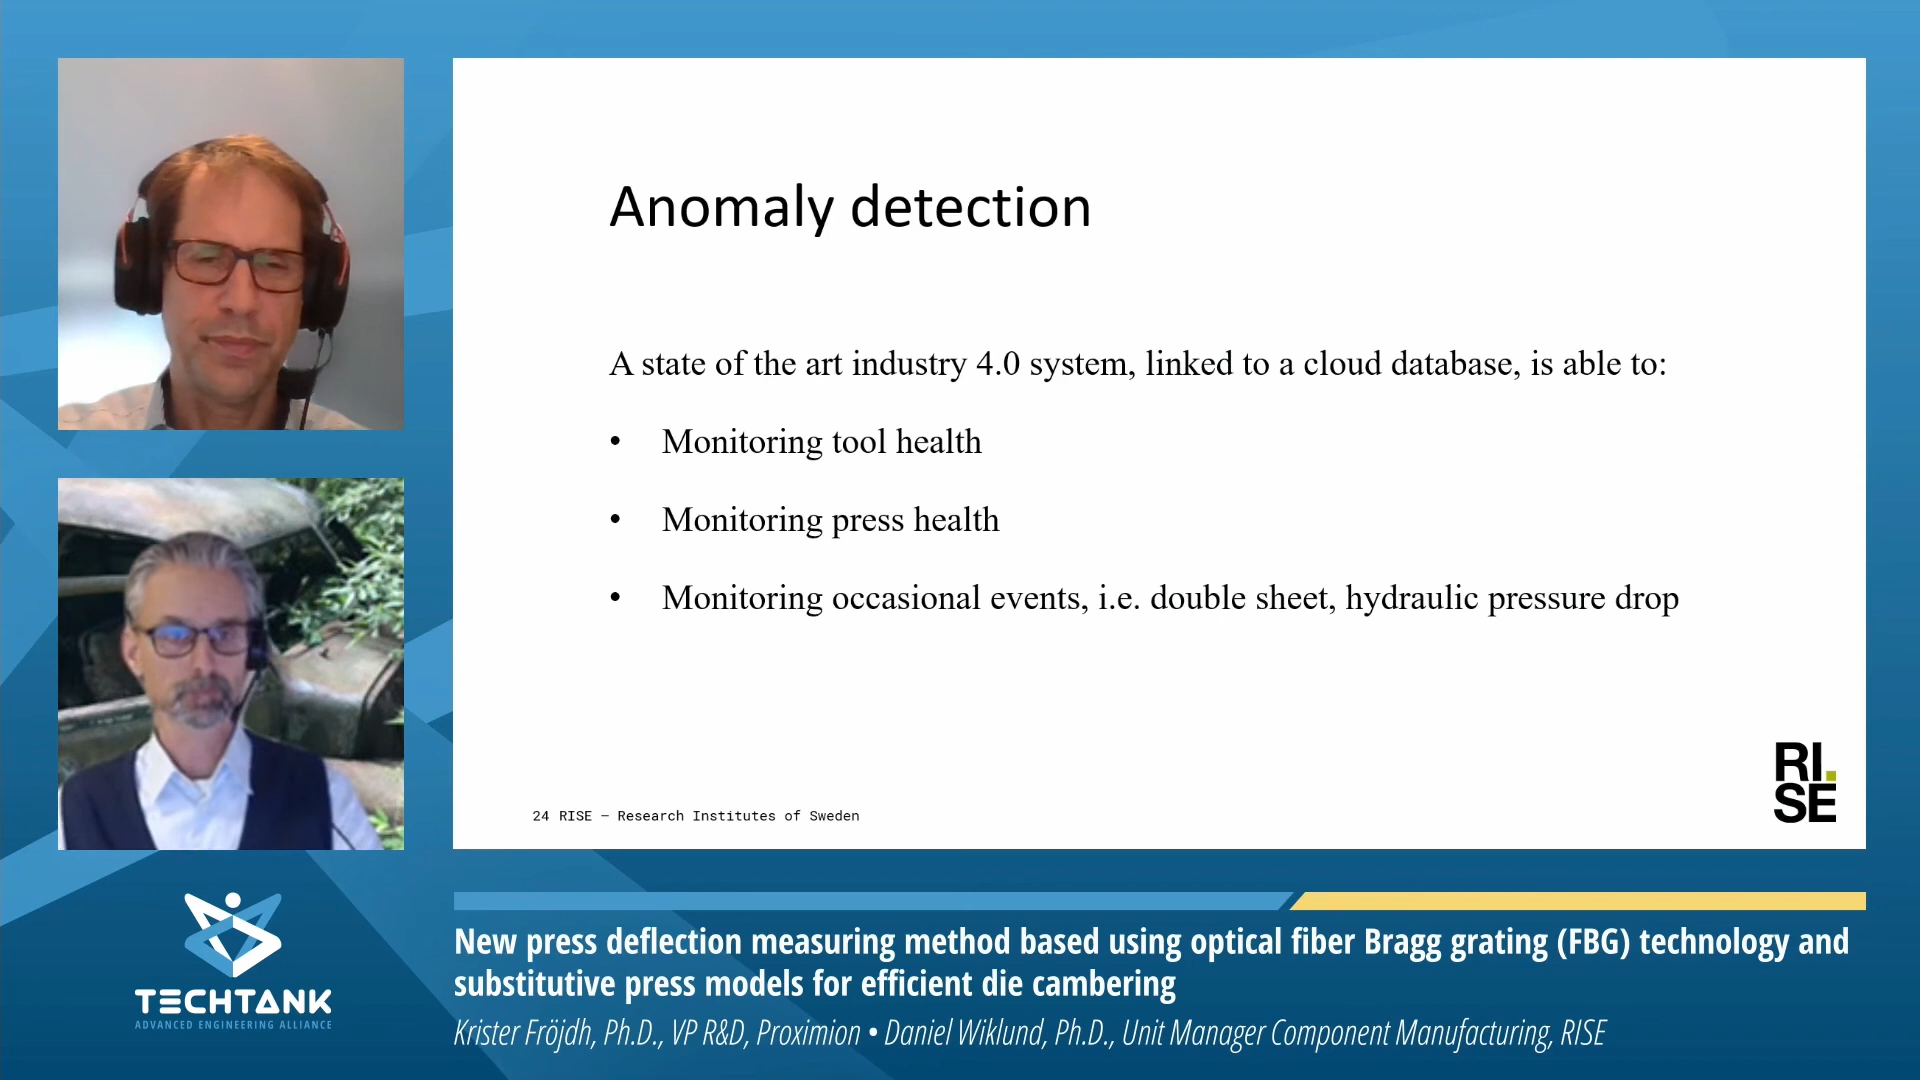 Anomaly detection
A state of the art industry 4.0 system, linked to a cloud database, is able to:
• Monitoring tool health
• Monitoring press health
• Monitoring occasional events, i.e. double sheet, hydraulic pressure drop
RI.
SE
24 RISE — Research Institutes of Sweden
TECHTANK
ADVANCED ENGINEERING ALLIANCE
New press deflection measuring method based using optical fiber Bragg grating (FBG) technology and
substitutive press models for efficient die cambering
Krister Fröjdh, Ph.D., VP R&D, Proximion • Daniel Wiklund, Ph.D., Unit Manager Component Manufacturing, RISE